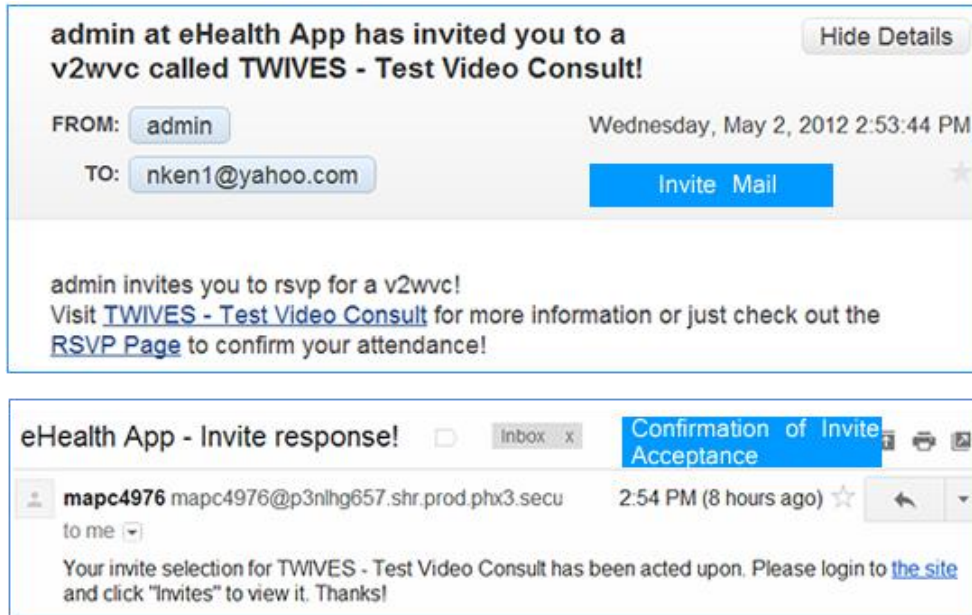 admin at eHealth App has invited you to a
v2wvc called TWIVES - Test Video Consult!
Hide Details
FROM: admin
Wednesday, May 2, 2012 2:53:44 PM
TO: nken1@yahoo.com
Invite Mail
admin invites you to rsvp for a v2wvc!
Visit TWIVES - Test Video Consult for more information or just check out the
RSVP Page to confirm your attendance!
eHealth App - Invite response!
Inbox x
Confirmation of Invite
Acceptance
mapc4976 mapc4976@p3nlhg657.shr.prod.phx3.secu
2:54 PM (8 hours ago)
to me
Your invite selection for TWIVES - Test Video Consult has been acted upon. Please login to the site
and click "Invites" to view it. Thanks!